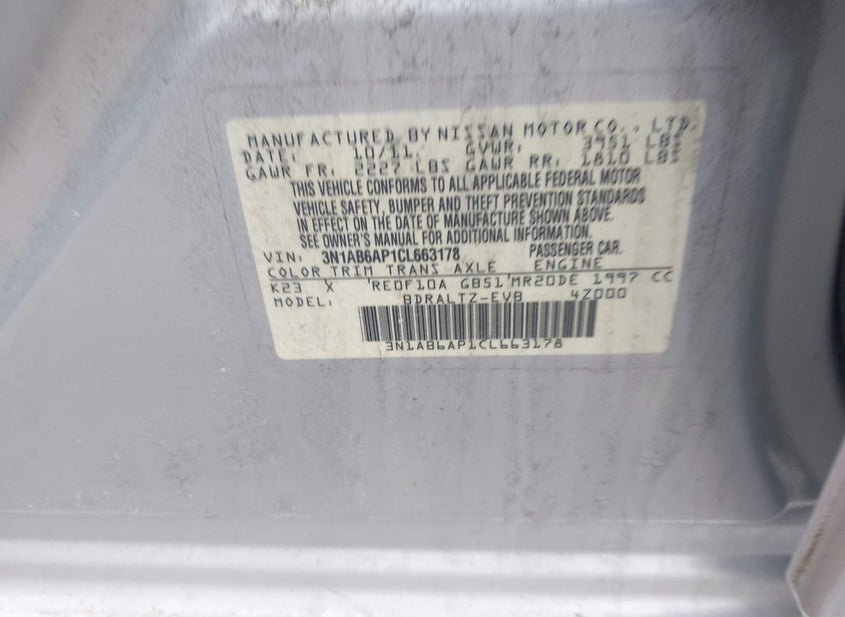 MANUFACTURED BY NISSAN MOTOR CO., LTD.
DATE: 10/11. GVWR: 3951 LBS
GAWR FR: 2227 LBS GAWR RR: 1810 LBS
THIS VEHICLE CONFORMS TO ALL APPLICABLE FEDERAL MOTOR
VEHICLE SAFETY, BUMPER AND THEFT PREVENTION STANDARDS
IN EFFECT ON THE DATE OF MANUFACTURE SHOWN ABOVE.
SEE OWNER'S MANUAL FOR ADDITIONAL INFORMATION.
VIN: 3N1AB6AP1CL663178 PASSENGER CAR.
COLOR TRIM TRANS AXLE ENGINE
K23 X RE0F10A GB51 MR20DE 1997 CC
MODEL: BDRALTZ-EVB 4Z000
3N1AB6AP1CL663178